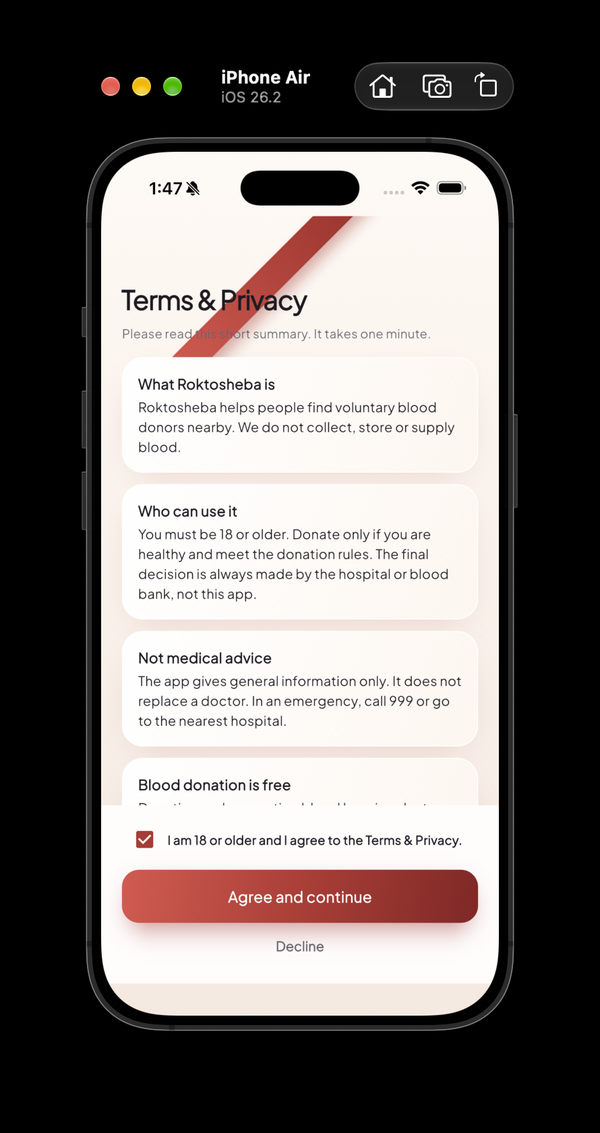 iPhone Air
iOS 26.2
1:47
Terms & Privacy
Please read this short summary. It takes one minute.
What Roktosheba is
Roktosheba helps people find voluntary blood
donors nearby. We do not collect, store or supply
blood.
Who can use it
You must be 18 or older. Donate only if you are
healthy and meet the donation rules. The final
decision is always made by the hospital or blood
bank, not this app.
Not medical advice
The app gives general information only. It does not
replace a doctor. In an emergency, call 999 or go
to the nearest hospital.
Blood donation is free
I am 18 or older and I agree to the Terms & Privacy.
Agree and continue
Decline